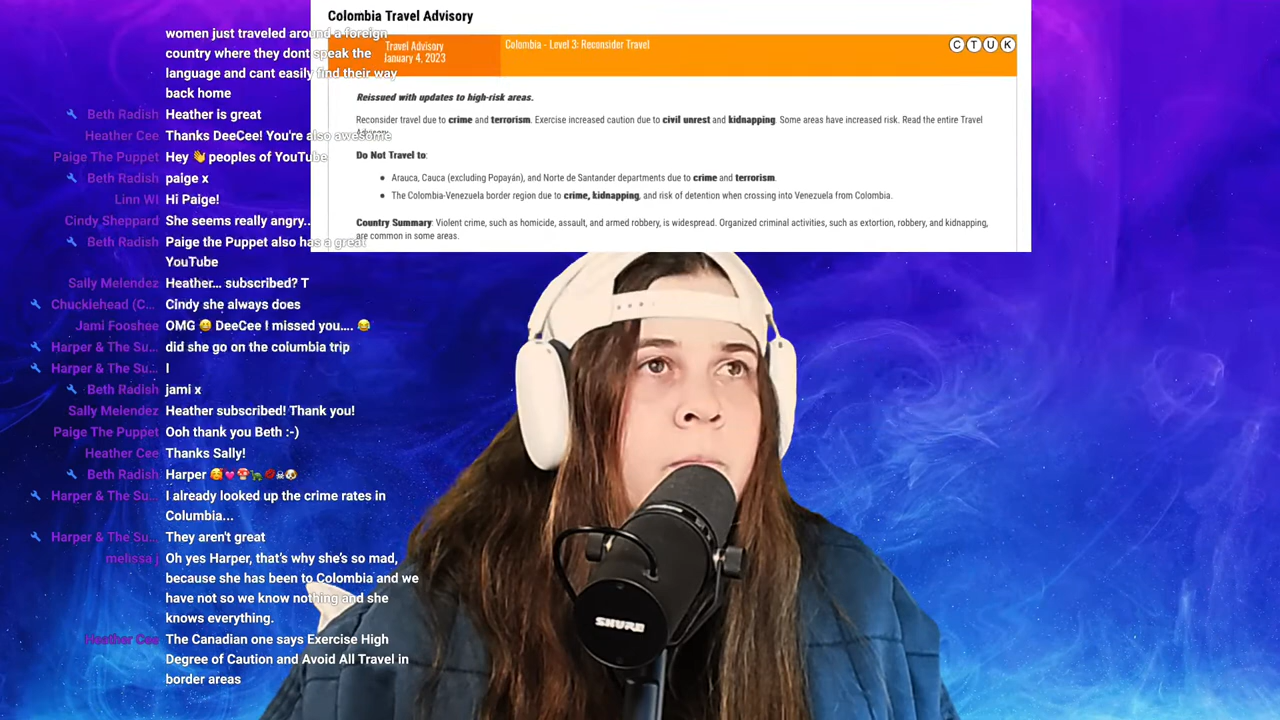 Colombia Travel Advisory
Travel Advisory
January 4, 2023
Colombia - Level 3: Reconsider Travel
C T U K
Reissued with updates to high-risk areas.
Reconsider travel due to crime and terrorism. Exercise increased caution due to civil unrest and kidnapping. Some areas have increased risk. Read the entire Travel
Advisory.
Do Not Travel to:
Arauca, Cauca (excluding Popayán), and Norte de Santander departments due to crime and terrorism.
The Colombia-Venezuela border region due to crime, kidnapping, and risk of detention when crossing into Venezuela from Colombia.
Country Summary: Violent crime, such as homicide, assault, and armed robbery, is widespread. Organized criminal activities, such as extortion, robbery, and kidnapping,
are common in some areas.
women just traveled around a foreign
country where they dont speak the
language and cant easily find their way
back home
Beth Radish Heather is great
Heather Cee Thanks DeeCee! You're also awesome
Paige The Puppet Hey 👋 peoples of YouTube
Beth Radish paige x
Linn WI Hi Paige!
Cindy Sheppard She seems really angry..
Beth Radish Paige the Puppet also has a great
YouTube
Sally Melendez Heather... subscribed? T
Chucklehead (C... Cindy she always does
Jami Fooshee OMG 😀 DeeCee I missed you.... 😂
Harper & The Su... did she go on the columbia trip
Harper & The Su... I
Beth Radish jami x
Sally Melendez Heather subscribed! Thank you!
Paige The Puppet Ooh thank you Beth :-)
Heather Cee Thanks Sally!
Beth Radish Harper 🥰💓🍄🐛🌹☠🐶
Harper & The Su... I already looked up the crime rates in
Columbia...
Harper & The Su... They aren't great
melissa j Oh yes Harper, that's why she's so mad,
because she has been to Colombia and we
have not so we know nothing and she
knows everything.
Heather Cee The Canadian one says Exercise High
Degree of Caution and Avoid All Travel in
border areas
SHURE